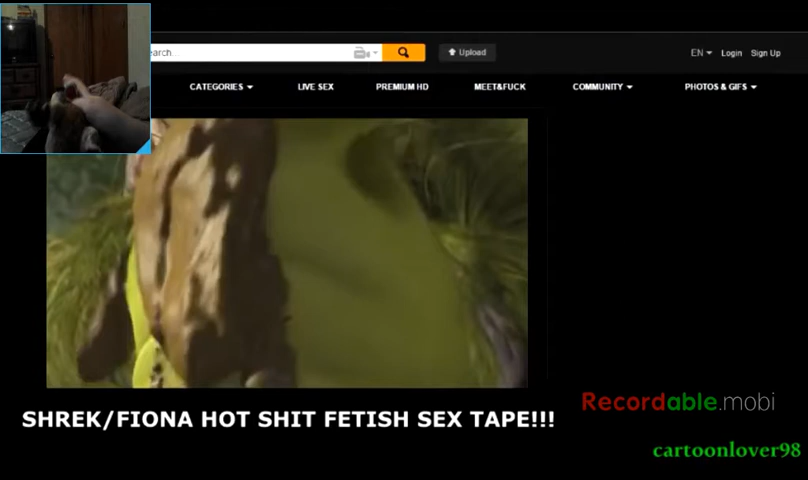 earch... Upload EN Login Sign Up
CATEGORIES LIVE SEX PREMIUM HD MEET&FUCK COMMUNITY PHOTOS & GIFS
Recordable.mobi
SHREK/FIONA HOT SHIT FETISH SEX TAPE!!!
cartoonlover98